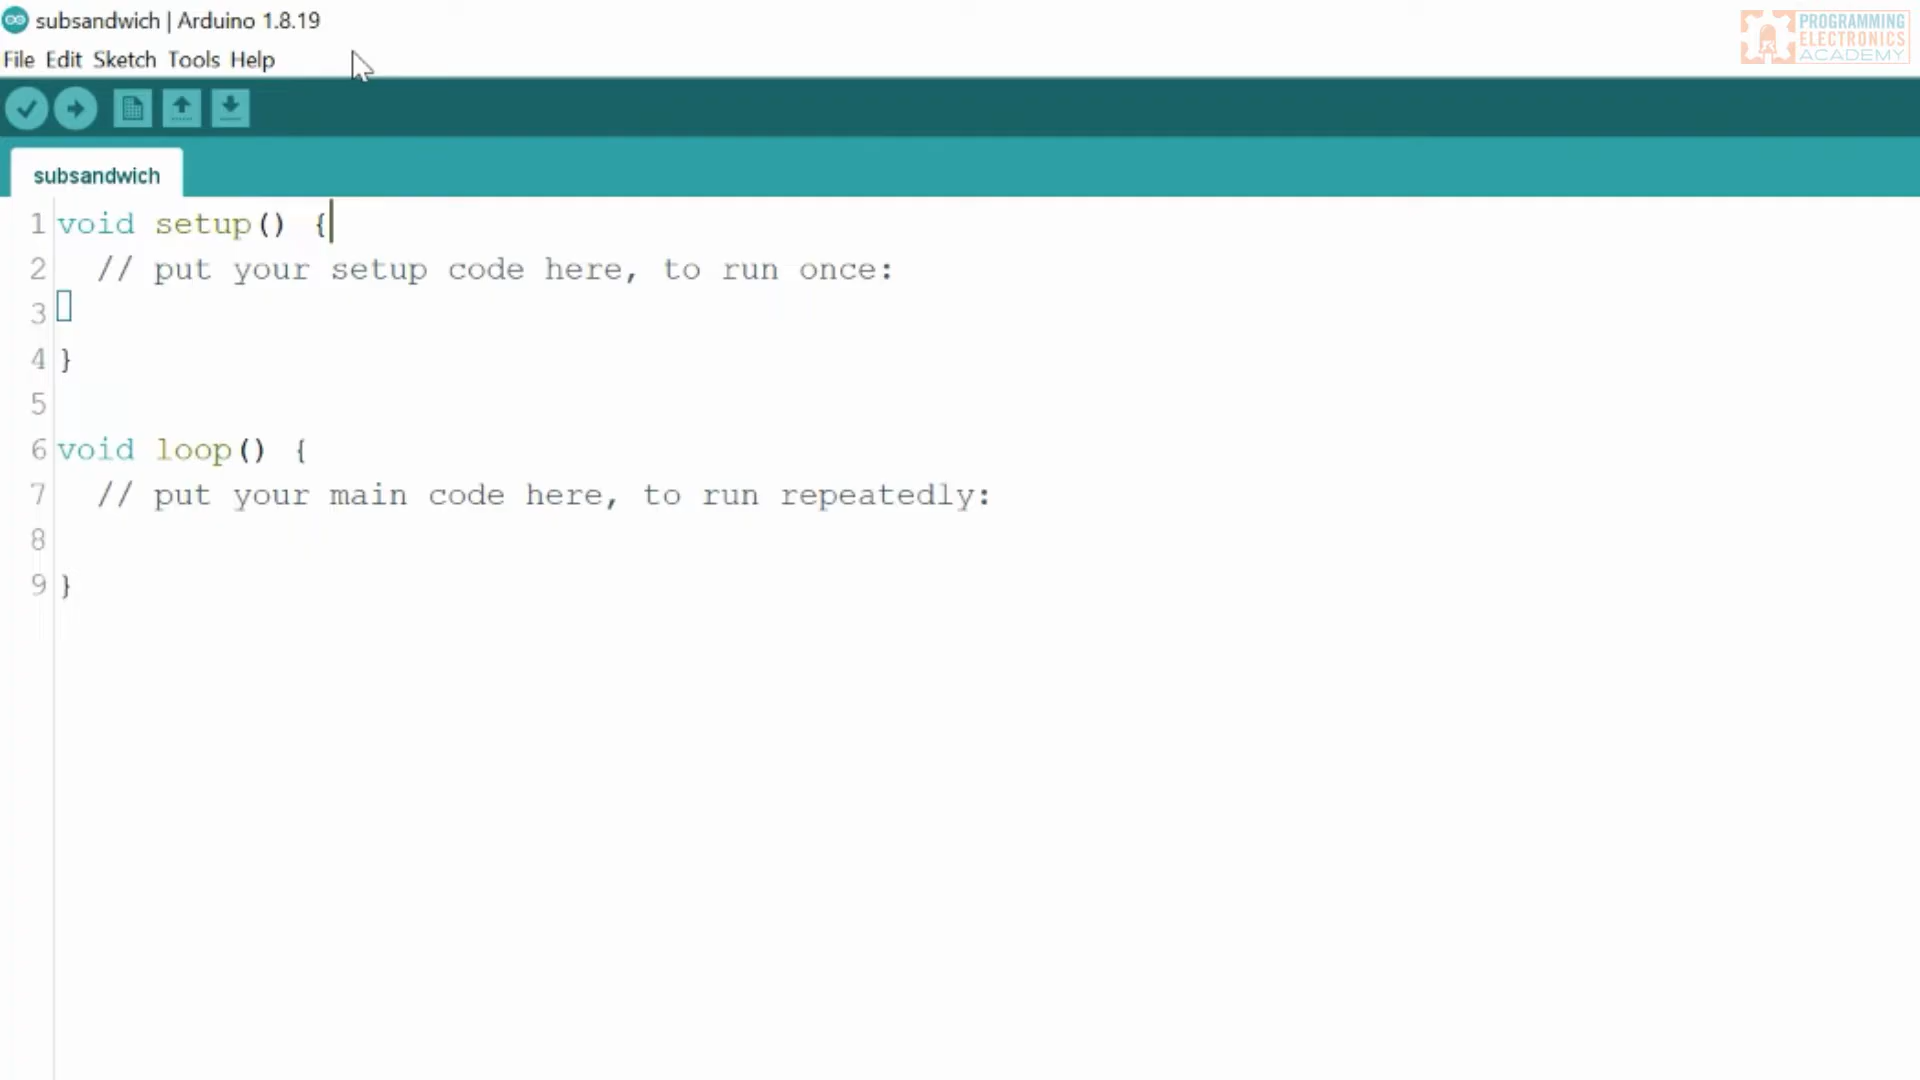 subsandwich | Arduino 1.8.19
PROGRAMMING
ELECTRONICS
ACADEMY
File Edit Sketch Tools Help
subsandwich
1 void setup() {
2 // put your setup code here, to run once:
3
4 }
5
6 void loop() {
7 // put your main code here, to run repeatedly:
8
9 }